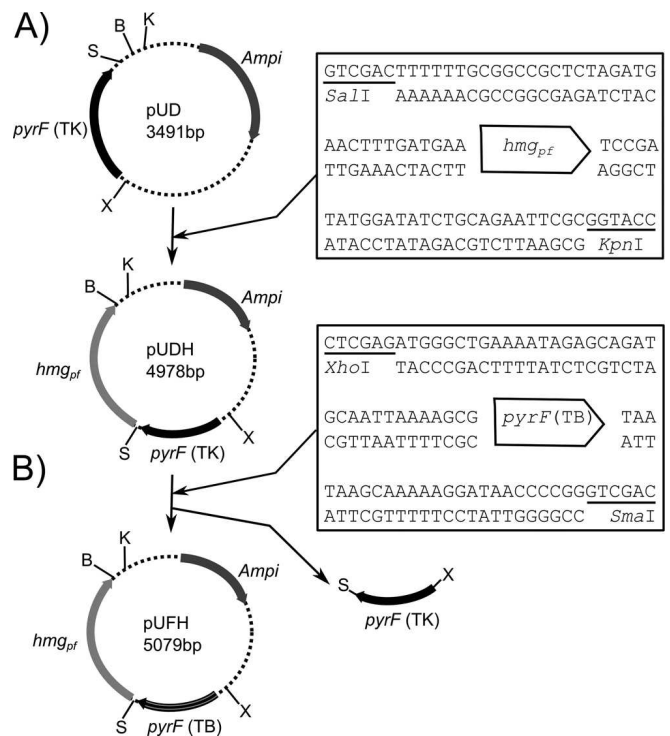 A)
S
B
K
Ampi
pUD
3491bp
pyrF (TK)
X
GTCGACTTTTTTGCGGCCGCTCTAGATG
SalI AAAAAACGCCGGCGAGATCTAC
AACTTTGATGAA hmgpf TCCGA
TTGAAACTACTT AGGCT
TATGGATATCTGCAGAATTCGCGGTACC
ATACCTATAGACGTCTTAAGCG KpnI
B
K
Ampi
pUDH
4978bp
hmgpf
S
X
pyrF (TK)
CTCGAGATGGGCTGAAAATAGAGCAGAT
XhoI TACCCGACTTTTATCTCGTCTA
GCAATTAAAAGCG pyrF(TB) TAA
CGTTAATTTTCGC ATT
TAAGCAAAAAGGATAACCCCGGGTCGAC
ATTCGTTTTTCCTATTGGGGCC SmaI
B)
B
K
Ampi
pUFH
5079bp
hmgpf
S
X
pyrF (TB)
S
X
pyrF (TK)